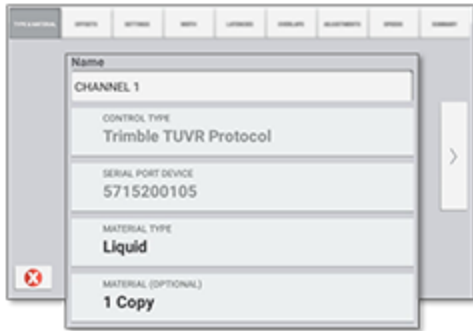 TYPE & MATERIAL OFFSETS SETTINGS WIDTH LATENCIES OVERLAPS ADJUSTMENTS SPEEDS SUMMARY
Name
CHANNEL 1
CONTROL TYPE
Trimble TUVR Protocol
SERIAL PORT DEVICE
5715200105
MATERIAL TYPE
Liquid
MATERIAL (OPTIONAL)
1 Copy